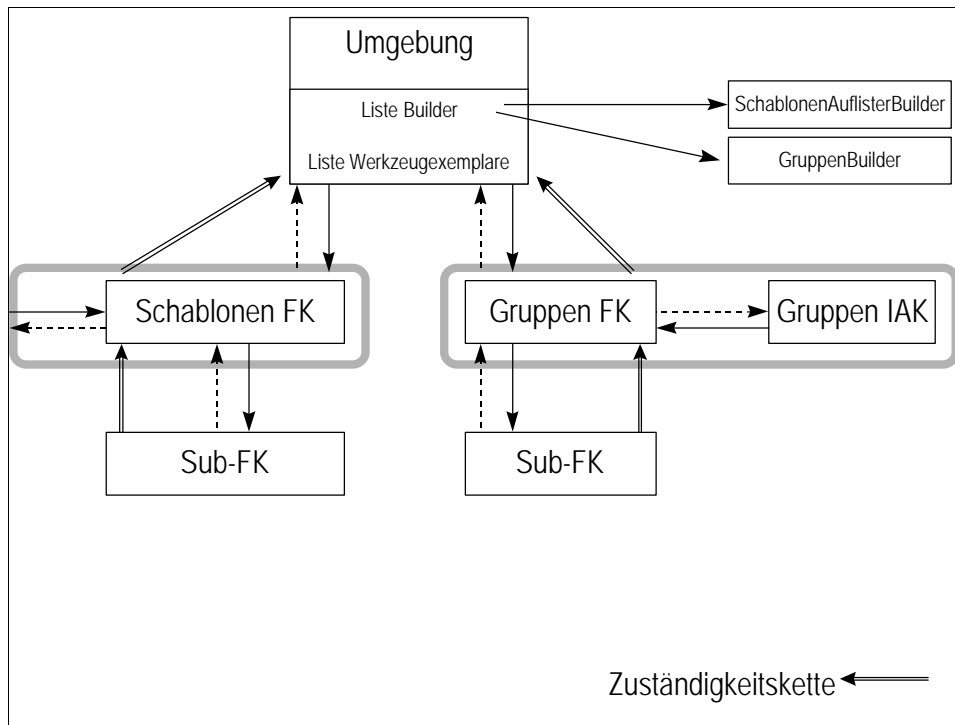 Umgebung
Liste Builder
Liste Werkzeugexemplare
SchablonenAuflisterBuilder
GruppenBuilder
Schablonen FK
Gruppen FK
Gruppen IAK
Sub-FK
Sub-FK
Zuständigkeitskette